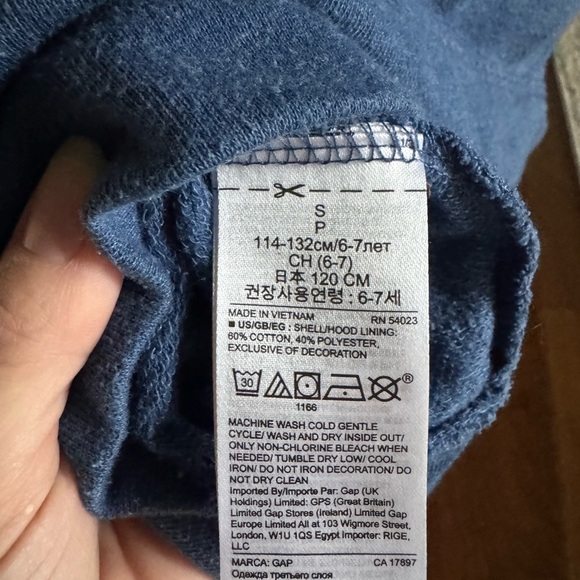 S
P
114-132см/6-7лет
CH (6-7)
日本 120 CM
권장사용연령 : 6-7세
MADE IN VIETNAM RN 54023
■ US/GB/EG : SHELL/HOOD LINING:
60% COTTON, 40% POLYESTER,
EXCLUSIVE OF DECORATION
30
®
1166
MACHINE WASH COLD GENTLE
CYCLE/ WASH AND DRY INSIDE OUT/
ONLY NON-CHLORINE BLEACH WHEN
NEEDED/ TUMBLE DRY LOW/ COOL
IRON/ DO NOT IRON DECORATION/ DO
NOT DRY CLEAN
Imported By/Importe Par: Gap (UK
Holdings) Limited: GPS (Great Britain)
Limited Gap Stores (Ireland) Limited Gap
Europe Limited All at 103 Wigmore Street,
London, W1U 1QS Egypt Importer: RIGE,
LLC
MARCA: GAP CA 17897
Одежда третьего слоя